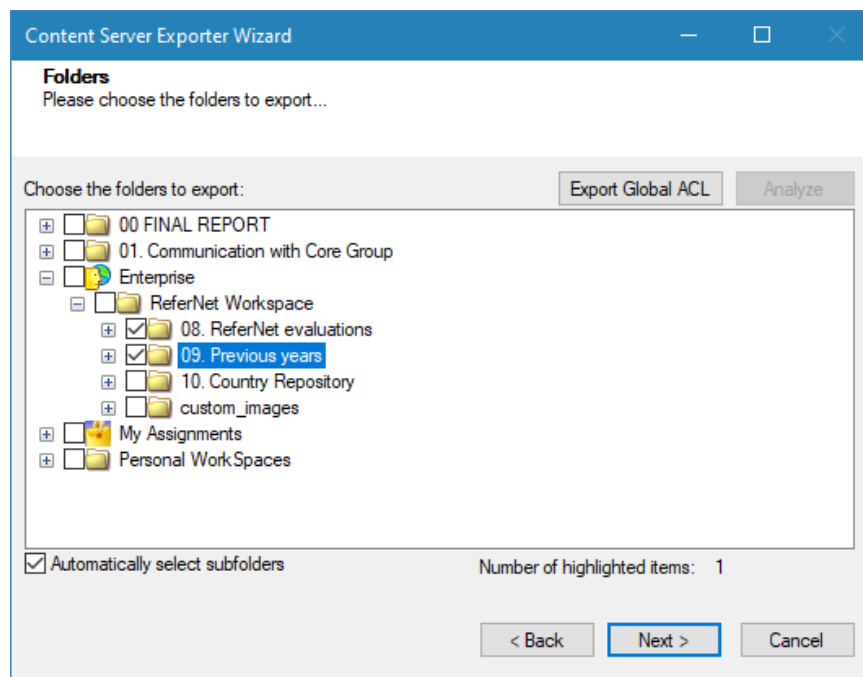 Content Server Exporter Wizard
Folders
Please choose the folders to export...
Choose the folders to export:
Export Global ACL
Analyze
00 FINAL REPORT
01. Communication with Core Group
Enterprise
ReferNet Workspace
08. ReferNet evaluations
09. Previous years
10. Country Repository
custom_images
My Assignments
Personal WorkSpaces
Automatically select subfolders
Number of highlighted items: 1
< Back
Next >
Cancel